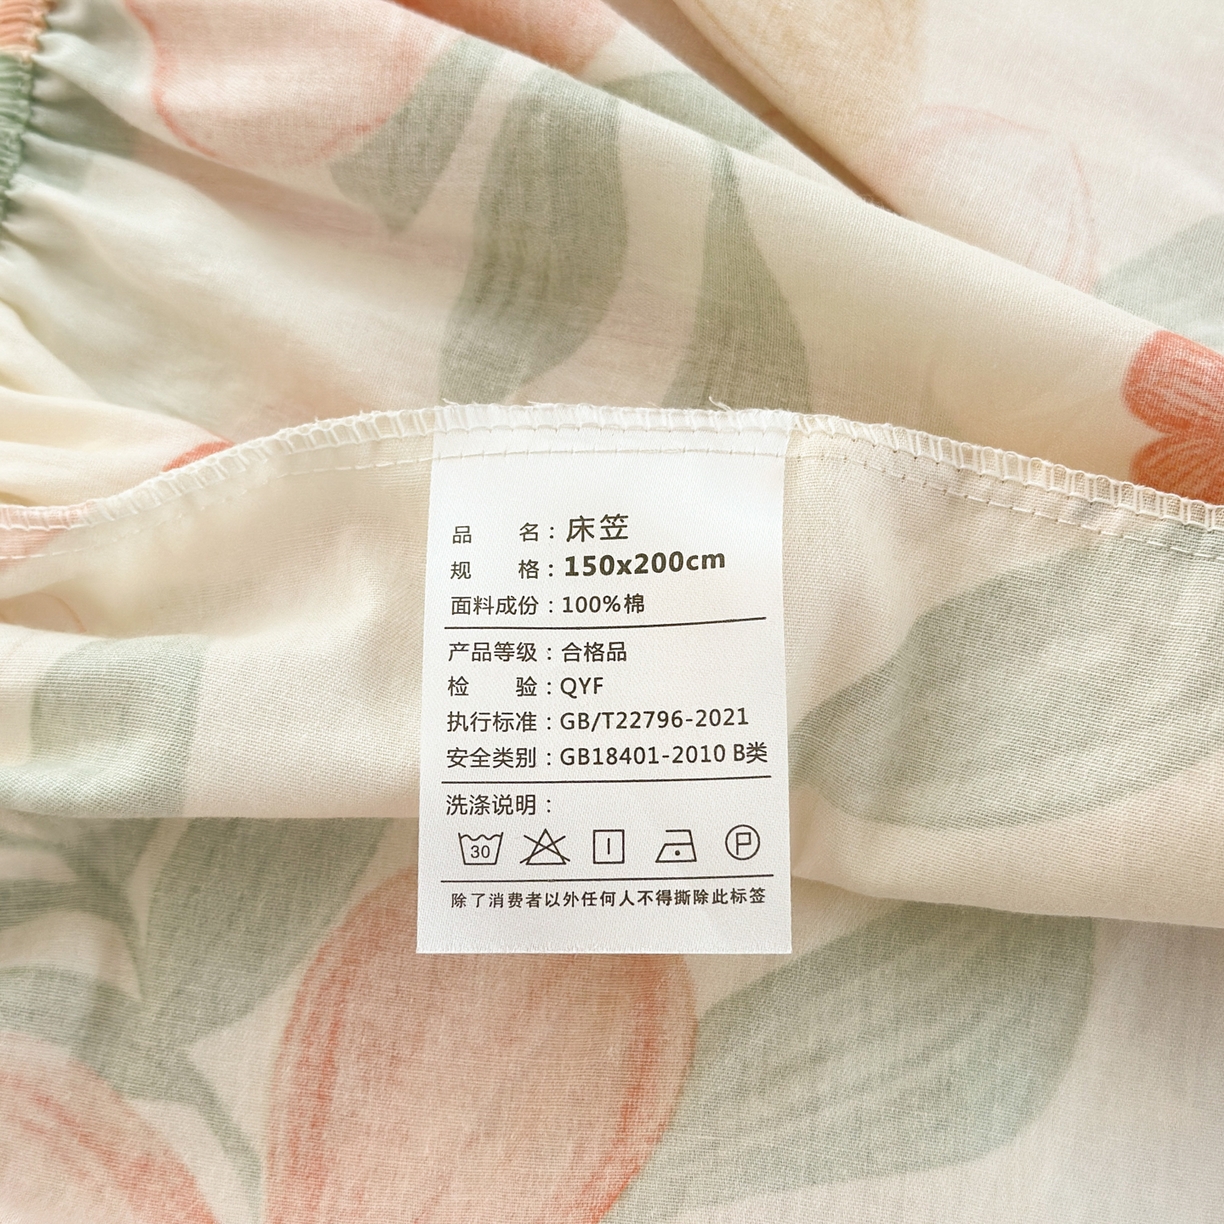 品　　名：床笠
规　　格：150x200cm
面料成份：100%棉
产品等级：合格品
检　　验：QYF
执行标准：GB/T22796-2021
安全类别：GB18401-2010 B类
洗涤说明：
30 P
除了消费者以外任何人不得撕除此标签